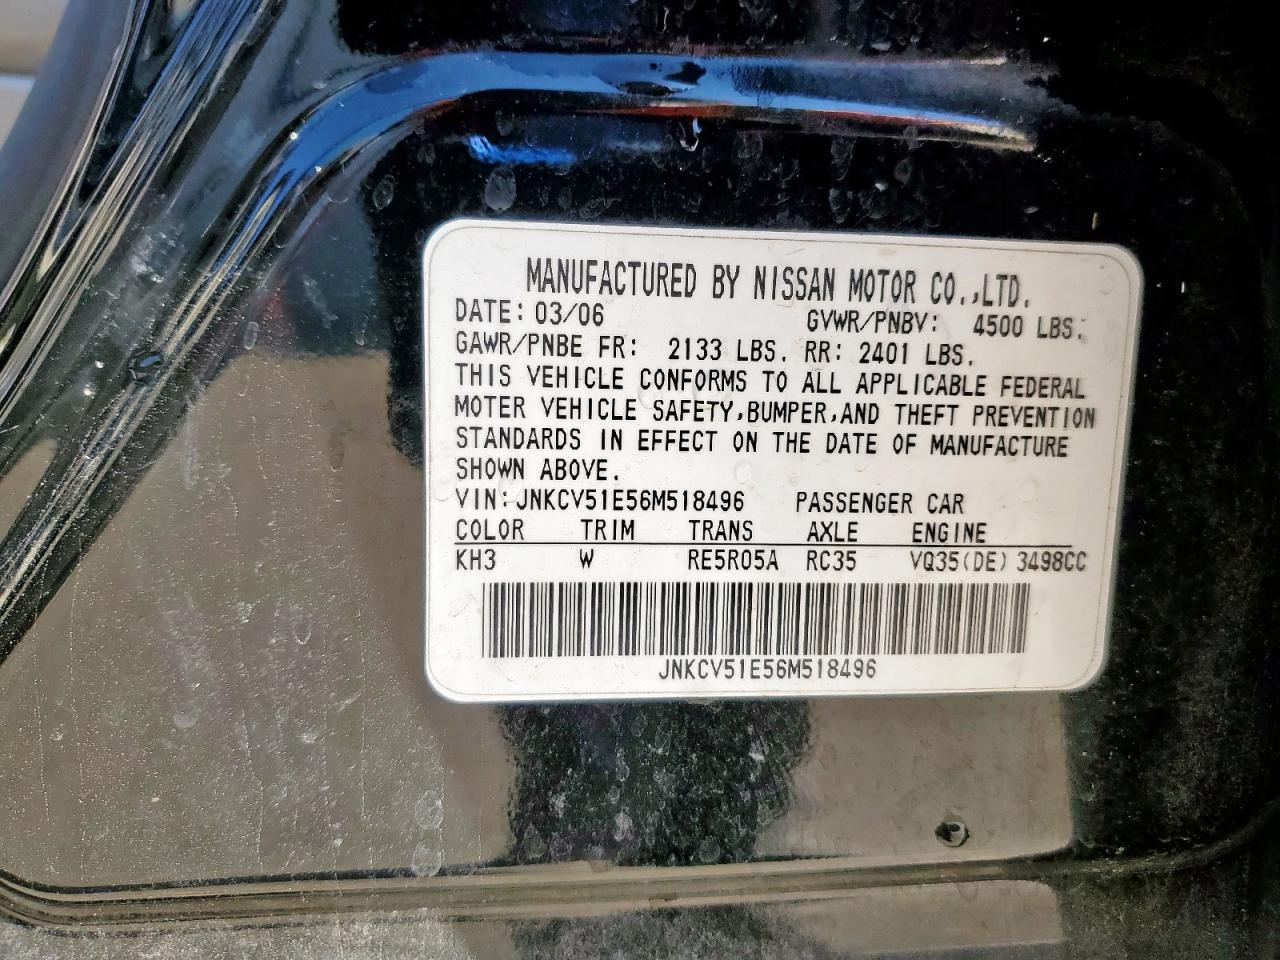 MANUFACTURED BY NISSAN MOTOR CO.,LTD.
DATE: 03/06 GVWR/PNBV: 4500 LBS.
GAWR/PNBE FR: 2133 LBS. RR: 2401 LBS.
THIS VEHICLE CONFORMS TO ALL APPLICABLE FEDERAL
MOTER VEHICLE SAFETY,BUMPER,AND THEFT PREVENTION
STANDARDS IN EFFECT ON THE DATE OF MANUFACTURE
SHOWN ABOVE.
VIN:JNKCV51E56M518496 PASSENGER CAR
COLOR TRIM TRANS AXLE ENGINE
KH3 W RE5R05A RC35 VQ35(DE) 3498CC
JNKCV51E56M518496